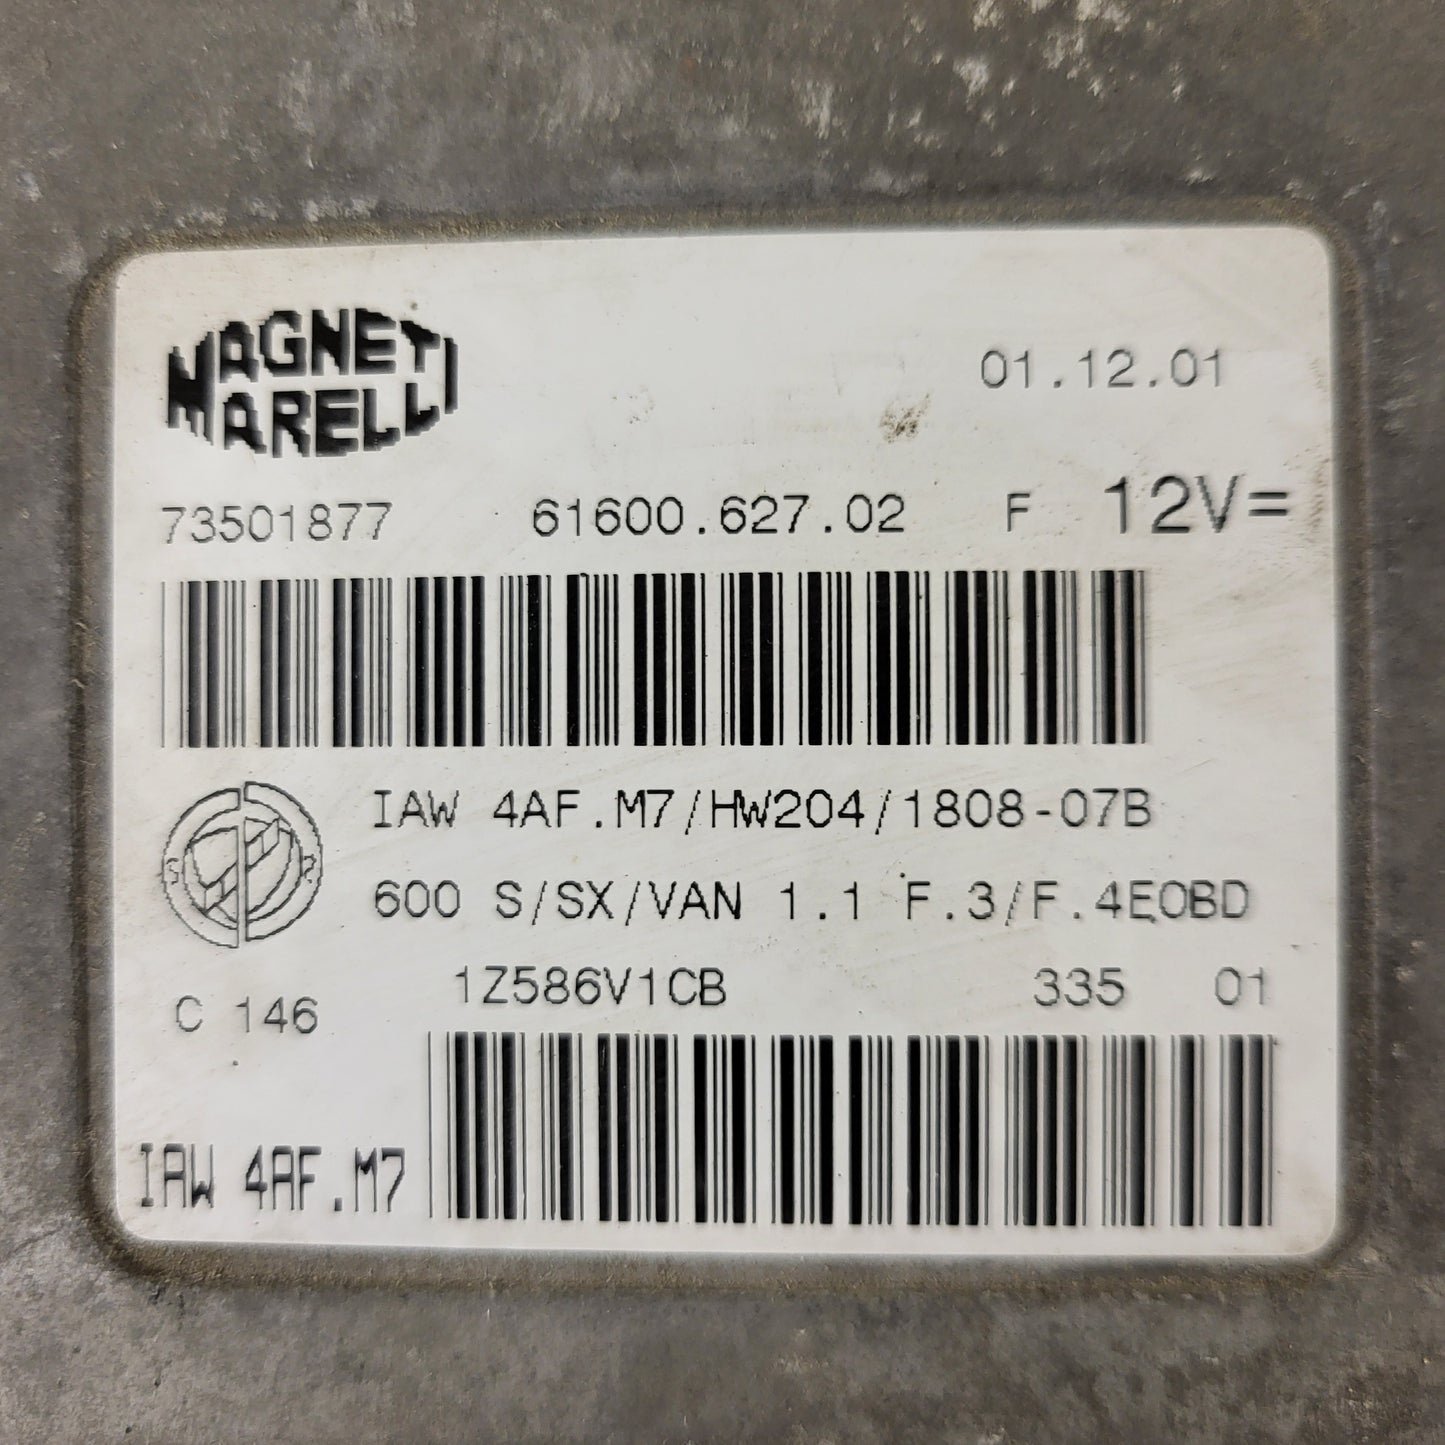 MAGNETI
MARELLI
01.12.01
73501877 61600.627.02 F 12V=
IAW 4AF.M7/HW204/1808-07B
S R
600 S/SX/VAN 1.1 F.3/F.4EOBD
1Z586V1CB 335 01
C 146
IAW 4AF.M7